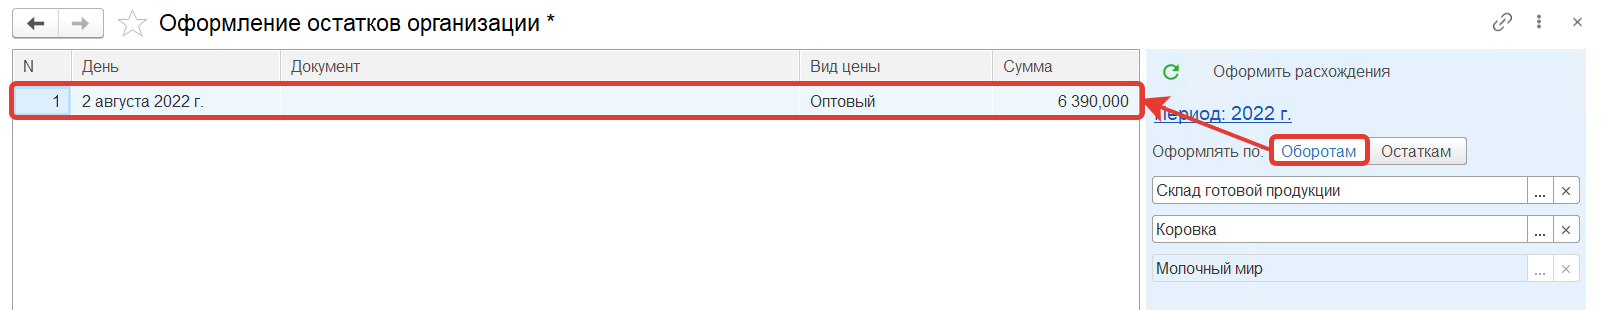 Оформление остатков организации *
N День Документ Вид цены Сумма
1 2 августа 2022 г. Оптовый 6 390,000
Оформить расхождения
Период: 2022 г.
Оформлять по: Оборотам Остаткам
Склад готовой продукции ... ×
Коровка ... ×
Молочный мир ... ×